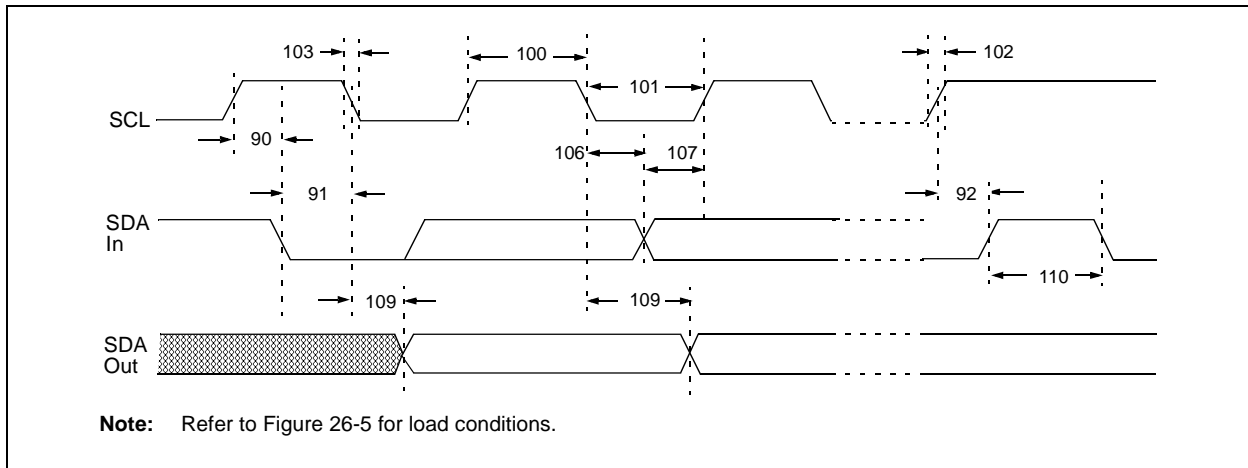 103
100
102
101
SCL
90
106
107
91
92
SDA
In
110
109
109
SDA
Out
Note: Refer to Figure 26-5 for load conditions.